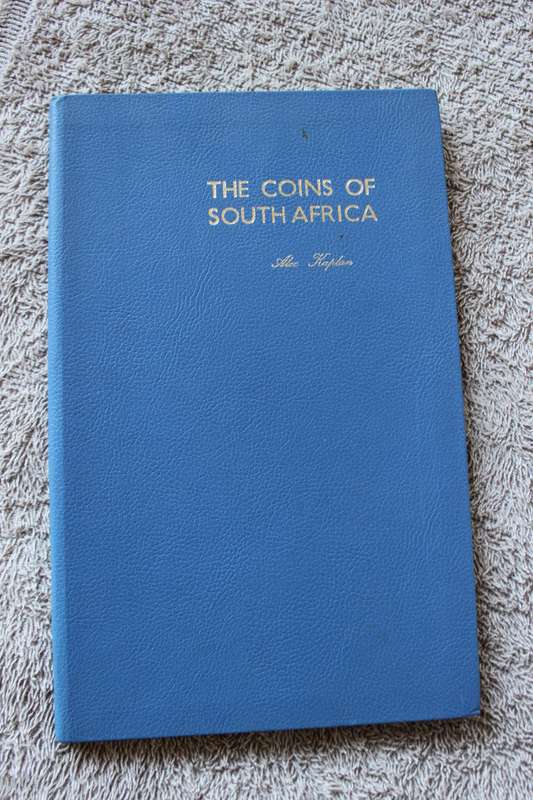 THE COINS OF
SOUTH AFRICA
Alec Kaplan